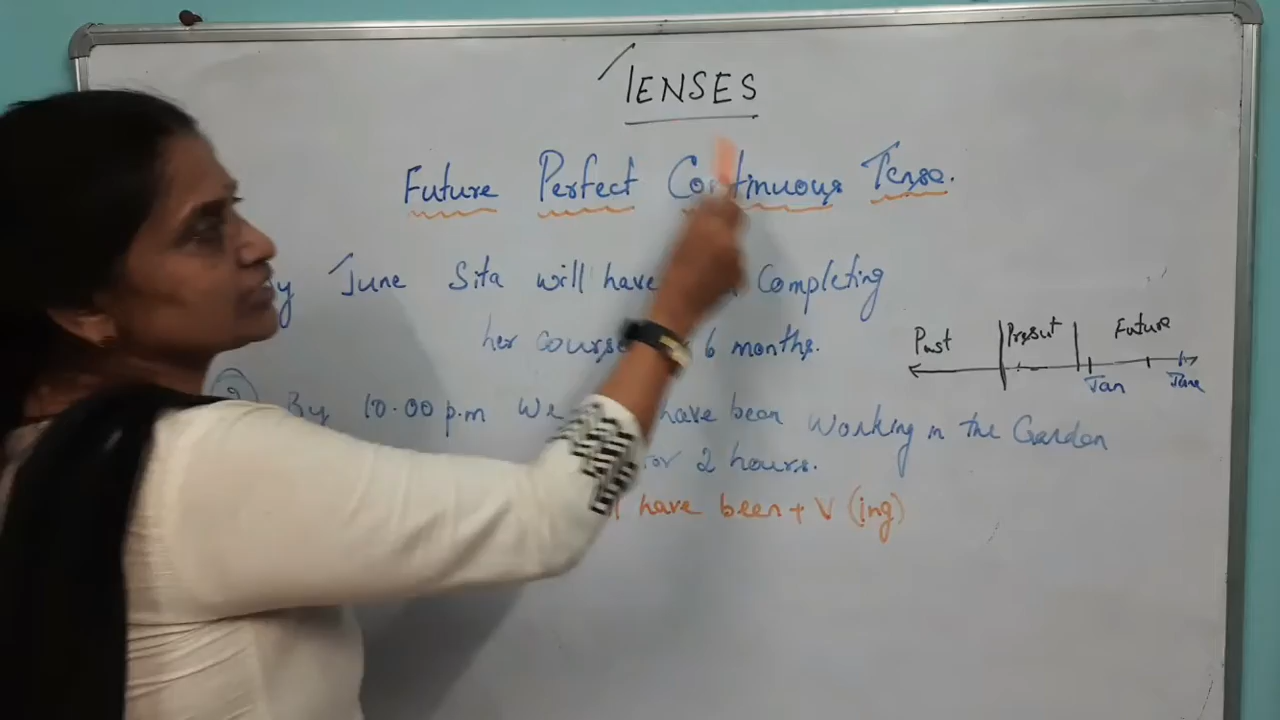 TENSES
Future Perfect Continuous Tense.
By June Sita will have Completing
her course 6 months.
Past Present Future
Jan June
By 10.00 p.m We have been Working in the Garden
for 2 hours.
have been + V (ing)